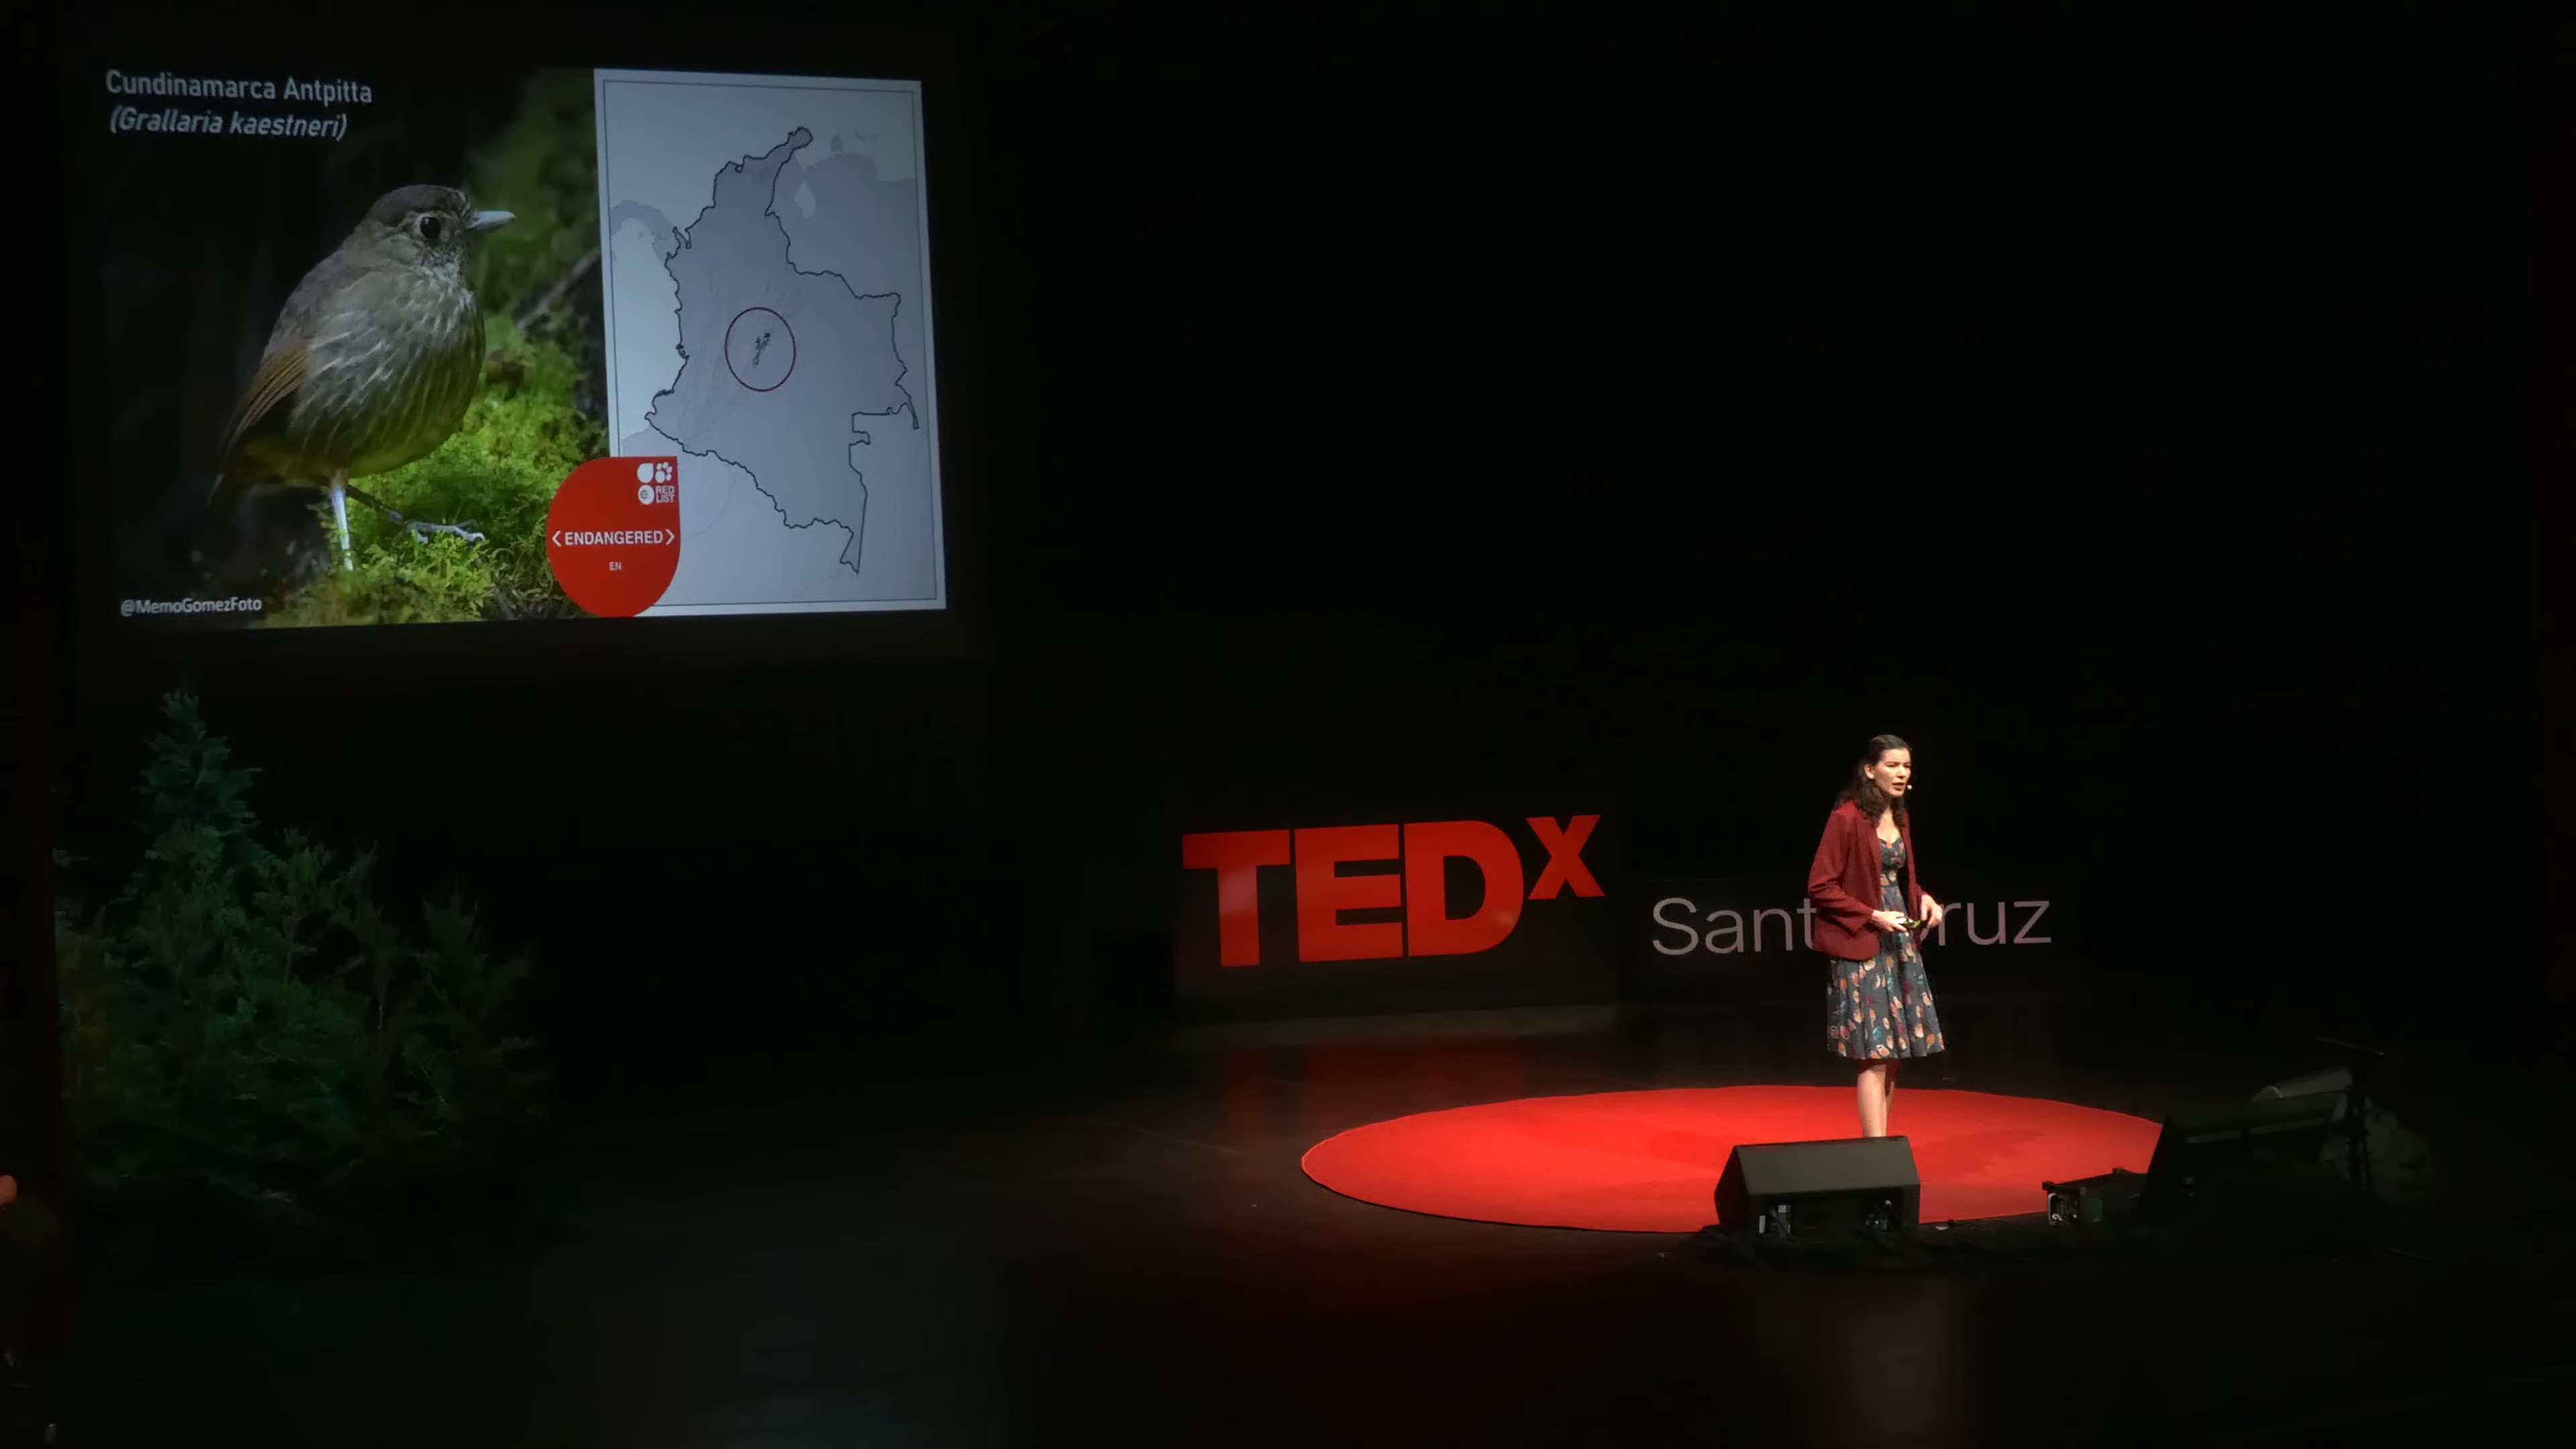 Cundinamarca Antpitta
(Grallaria kaestneri)
RED
LIST
<ENDANGERED>
EN
@MemoGomezFoto
TEDx
Sant ruz